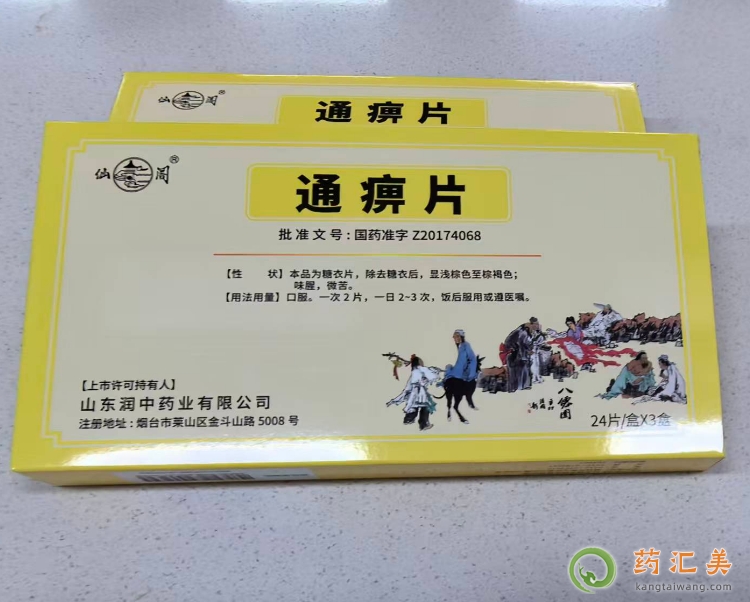 仙阁®
通痹片
仙阁®
通痹片
批准文号：国药准字 Z20174068
【性　　状】本品为糖衣片，除去糖衣后，显浅棕色至棕褐色；
味腥，微苦。
【用法用量】口服。一次 2 片，一日 2~3 次，饭后服用或遵医嘱。
【上市许可持有人】
山东润中药业有限公司
注册地址：烟台市莱山区金斗山路 5008 号
八仙图
24片/盒X3盒
药汇美
kangtaiwang.com